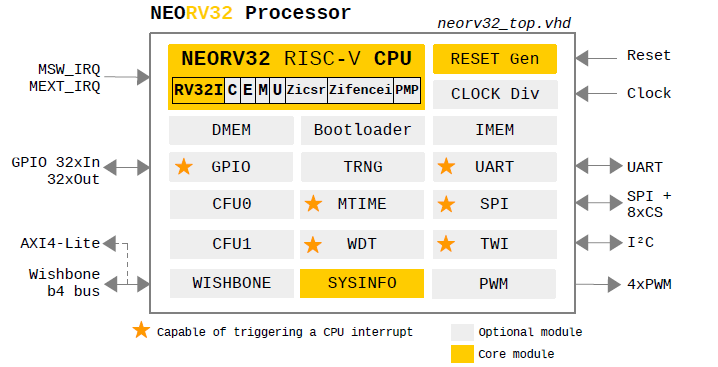 NEORV32 Processor
neorv32_top.vhd
NEORV32 RISC-V CPU
RV32I C E M U Zicsr Zifencei PMP
RESET Gen
CLOCK Div
MSW_IRQ
MEXT_IRQ
Reset
Clock
DMEM Bootloader IMEM
GPIO TRNG UART
CFU0 MTIME SPI
CFU1 WDT TWI
WISHBONE SYSINFO PWM
GPIO 32xIn
32xOut
AXI4-Lite
Wishbone
b4 bus
UART
SPI +
8xCS
I²C
4xPWM
Capable of triggering a CPU interrupt
Optional module
Core module